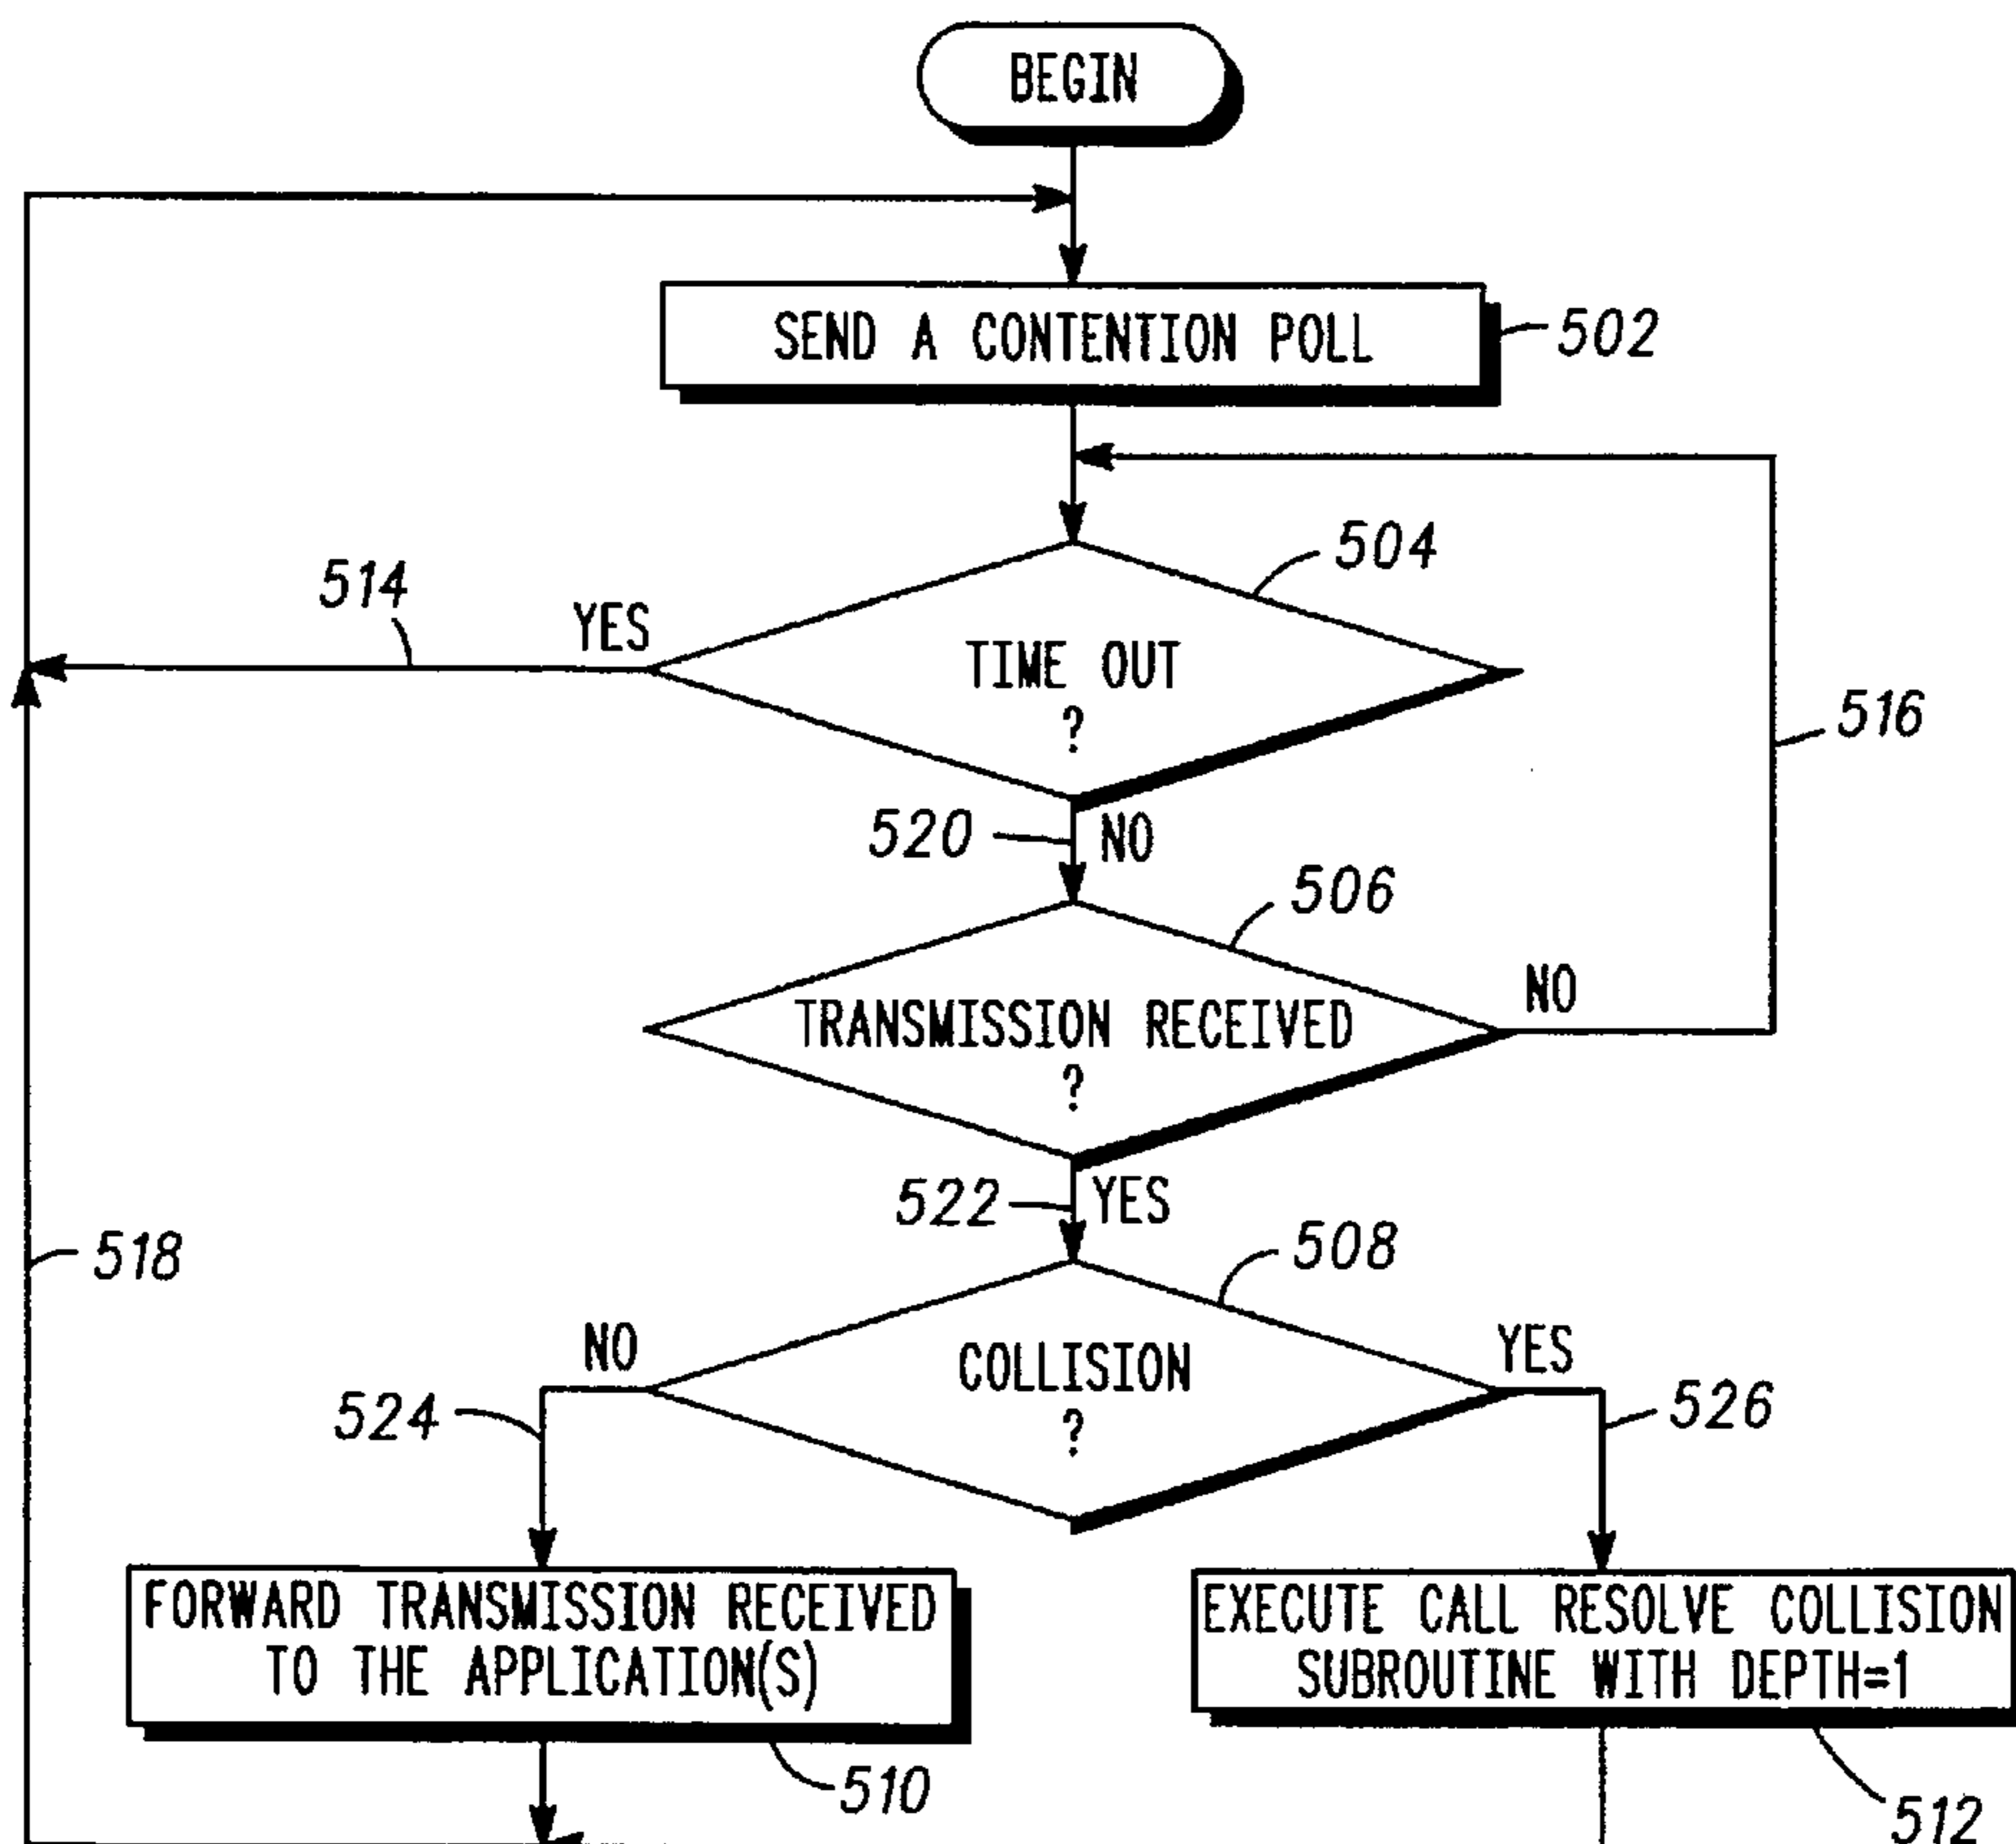 BEGIN
SEND A CONTENTION POLL
502
504
514
YES
TIME OUT
?
516
520
NO
506
TRANSMISSION RECEIVED
?
NO
522
YES
518
508
NO
COLLISION
?
YES
524
526
FORWARD TRANSMISSION RECEIVED
TO THE APPLICATION(S)
EXECUTE CALL RESOLVE COLLISION
SUBROUTINE WITH DEPTH=1
510
512